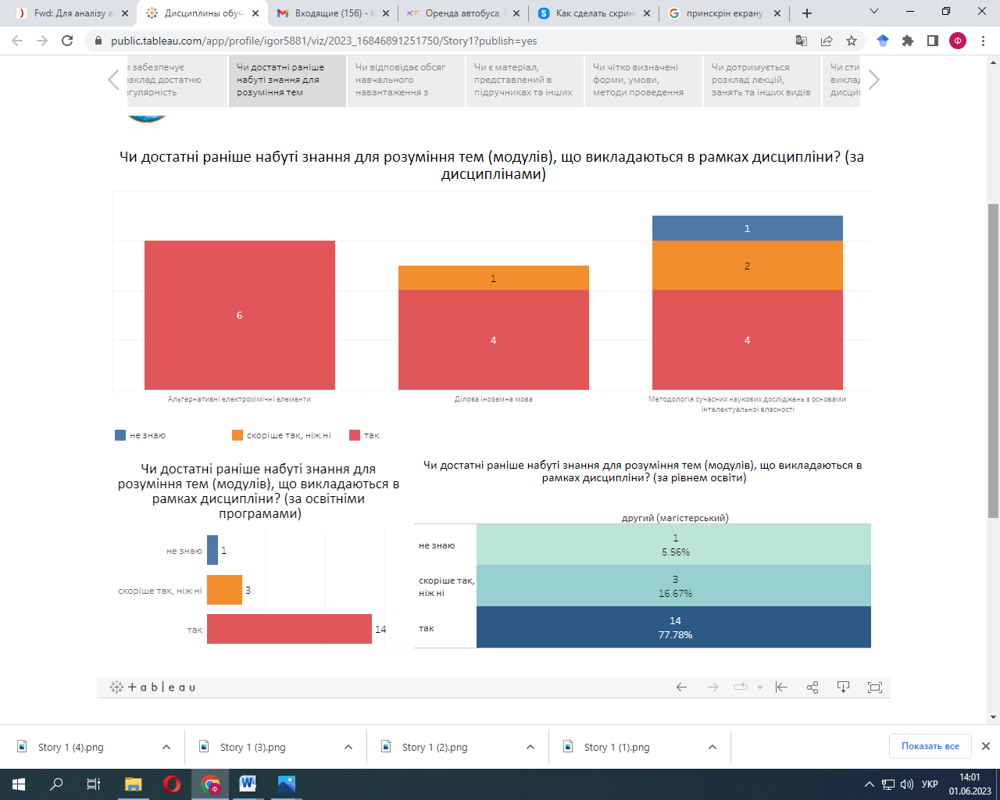 Fwd: Для аналізу а
Дисциплины обуч
Входящие (156) - b
Оренда автобуса,
Как сделать скрин
принскрін екрану
public.tableau.com/app/profile/igor5881/viz/2023_16846891251750/Story1?publish=yes
Ф
забезпечує
розклад достатню
егулярність
Чи достатні раніше
набуті знання для
розуміння тем
Чи відповідає обсяг
навчального
навантаження з
Чи є матеріал,
представлений в
підручниках та інших
Чи чітко визначені
форми, умови,
методи проведення
Чи дотримується
розклад лекцій,
занять та інших видів
Чи сти
виклад
дисцип
Чи достатні раніше набуті знання для розуміння тем (модулів), що викладаються в рамках дисципліни? (за
дисциплінами)
1
2
1
6
4
4
Альтернативні електрохімічні елементи
Ділова іноземна мова
Методологія сучасних наукових досліджень з основами
інтелектуальної власності
не знаю
скоріше так, ніж ні
так
Чи достатні раніше набуті знання для
розуміння тем (модулів), що викладаються в
рамках дисципліни? (за освітніми
програмами)
не знаю 1
скоріше так, ніж ні 3
так 14
Чи достатні раніше набуті знання для розуміння тем (модулів), що викладаються в
рамках дисципліни? (за рівнем освіти)
другий (магістерський)
не знаю
1
5.56%
скоріше так,
ніж ні
3
16.67%
так
14
77.78%
+ a b | e a u
Story 1 (4).png
Story 1 (3).png
Story 1 (2).png
Story 1 (1).png
Показать все
УКР
14:01
01.06.2023